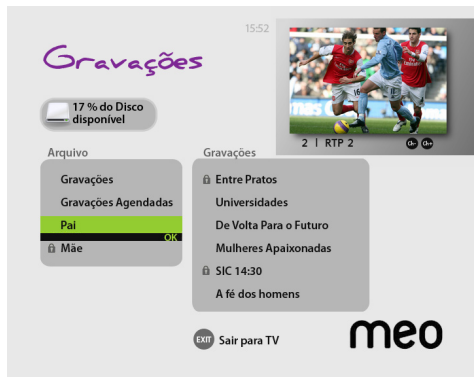 15:52
Gravações
17 % do Disco
disponível
2 | RTP 2
Ch- Ch+
Arquivo
Gravações
Gravações Agendadas
Pai
OK
Mãe
Gravações
Entre Pratos
Universidades
De Volta Para o Futuro
Mulheres Apaixonadas
SIC 14:30
A fé dos homens
EXIT Sair para TV
meo